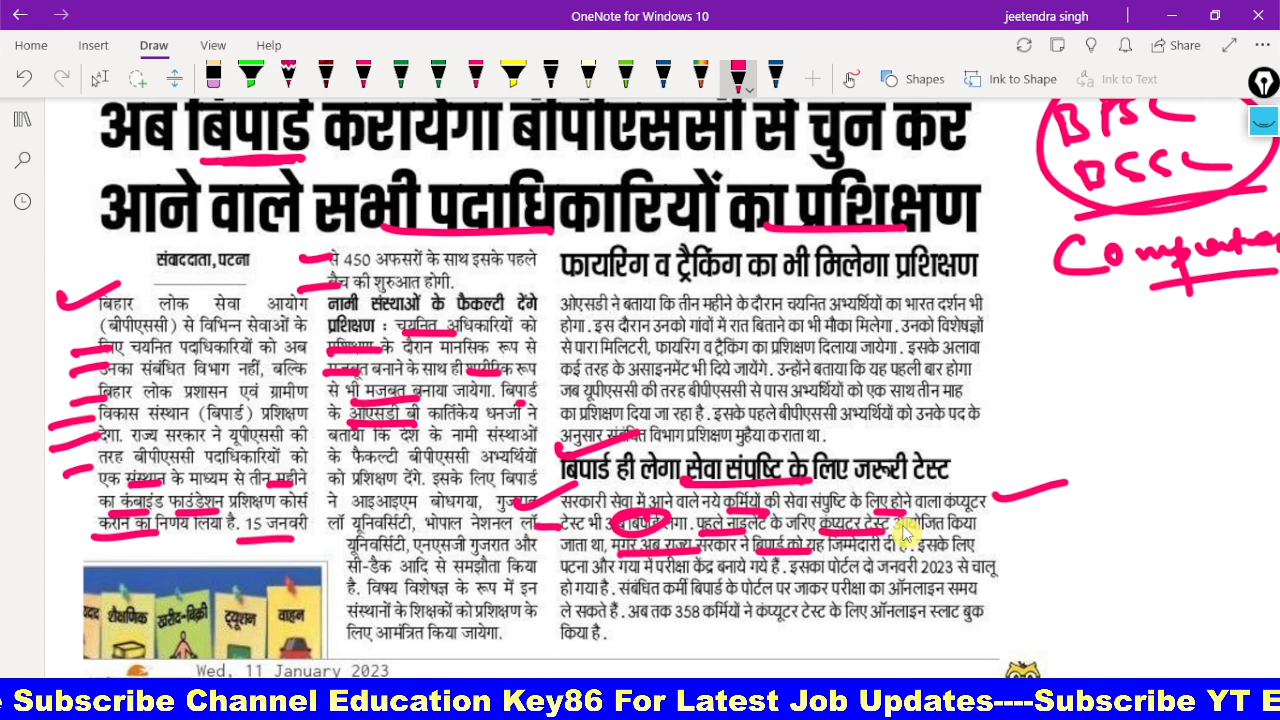 OneNote for Windows 10
jeetendra singh
Home Insert Draw View Help
Share
Shapes
Ink to Shape
Ink to Text
अब बिपार्ड करायेगा बीपीएससी से चुन कर
आने वाले सभी पदाधिकारियों का प्रशिक्षण
BPSC
संवाददाता, पटना
बिहार लोक सेवा आयोग
(बीपीएससी) से विभिन्न सेवाओं के
लिए चयनित पदाधिकारियों को अब
उनका संबंधित विभाग नहीं, बल्कि
बिहार लोक प्रशासन एवं ग्रामीण
विकास संस्थान (बिपार्ड) प्रशिक्षण
देगा. राज्य सरकार ने यूपीएससी की
तरह बीपीएससी पदाधिकारियों को
एक संस्थान के माध्यम से तीन महीने
का कंबाइंड फाउंडेशन प्रशिक्षण कोर्स
कराने का निर्णय लिया है. 15 जनवरी
से 450 अफसरों के साथ इसके पहले
बैच की शुरुआत होगी.
नामी संस्थाओं के फैकल्टी देंगे
प्रशिक्षण : चयनित अधिकारियों को
प्रशिक्षण के दौरान मानसिक रूप से
मजबूत बनाने के साथ ही शारीरिक रूप
से भी मजबूत बनाया जायेगा. बिपार्ड
के ओएसडी बी कार्तिकेय धनजी ने
बताया कि देश के नामी संस्थाओं
के फैकल्टी बीपीएससी अभ्यर्थियों
को प्रशिक्षण देंगे. इसके लिए बिपार्ड
ने आइआइएम बोधगया, गुजरात
लॉ यूनिवर्सिटी, भोपाल नेशनल लॉ
यूनिवर्सिटी, एनएसजी गुजरात और
सी-डैक आदि से समझौता किया
है. विषय विशेषज्ञ के रूप में इन
संस्थानों के शिक्षकों को प्रशिक्षण के
लिए आमंत्रित किया जायेगा.
फायरिंग व ट्रैकिंग का भी मिलेगा प्रशिक्षण
ओएसडी ने बताया कि तीन महीने के दौरान चयनित अभ्यर्थियों का भारत दर्शन भी
होगा. इस दौरान उनको गांवों में रात बिताने का भी मौका मिलेगा. उनको विशेषज्ञों
से पारा मिलिटरी, फायरिंग व ट्रैकिंग का प्रशिक्षण दिलाया जायेगा. इसके अलावा
कई तरह के असाइनमेंट भी दिये जायेंगे. उन्होंने बताया कि यह पहली बार होगा
जब यूपीएससी की तरह बीपीएससी से पास अभ्यर्थियों को एक साथ तीन माह
का प्रशिक्षण दिया जा रहा है. इसके पहले बीपीएससी अभ्यर्थियों को उनके पद के
अनुसार संबंधित विभाग प्रशिक्षण मुहैया कराता था.
बिपार्ड ही लेगा सेवा संपुष्टि के लिए जरूरी टेस्ट
सरकारी सेवा में आने वाले नये कर्मियों की सेवा संपुष्टि के लिए होने वाला कंप्यूटर
टेस्ट भी अब बिपार्ड लेगा. पहले नाइलेट के जरिए कंप्यूटर टेस्ट आयोजित किया
जाता था, मगर अब राज्य सरकार ने बिपार्ड को यह जिम्मेदारी दी है. इसके लिए
पटना और गया में परीक्षा केंद्र बनाये गये हैं. इसका पोर्टल दो जनवरी 2023 से चालू
हो गया है. संबंधित कर्मी बिपार्ड के पोर्टल पर जाकर परीक्षा का ऑनलाइन समय
ले सकते हैं. अब तक 358 कर्मियों ने कंप्यूटर टेस्ट के लिए ऑनलाइन स्लाट बुक
किया है.
शैक्षणिक
खरीद-बिक्री
ट्यूशन
वाहन
Wed, 11 January 2023
Subscribe Channel Education Key86 For Latest Job Updates----Subscribe YT E